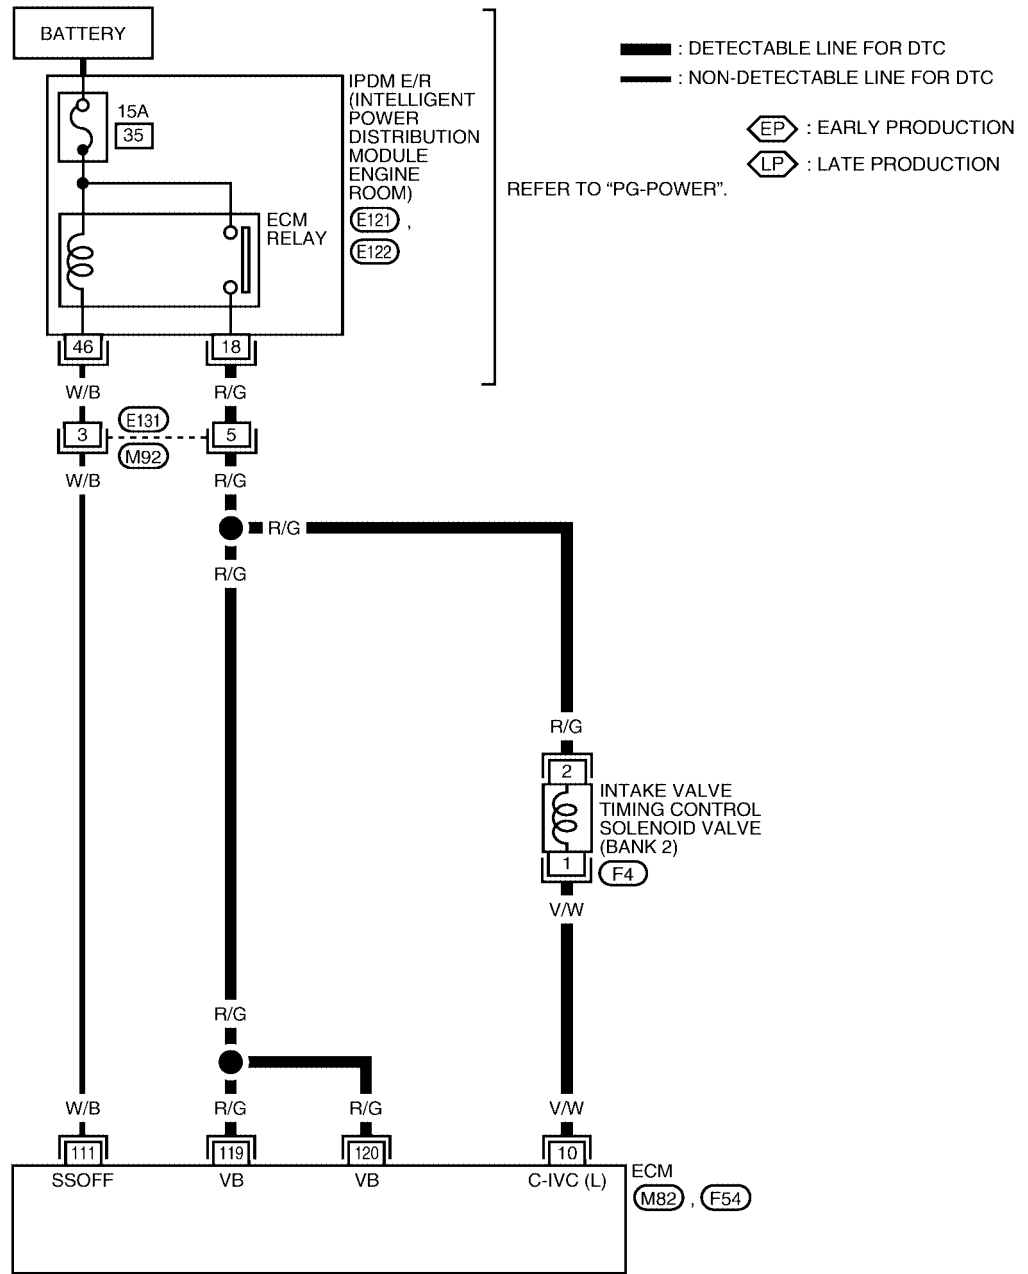 BATTERY
: DETECTABLE LINE FOR DTC
: NON-DETECTABLE LINE FOR DTC
EP : EARLY PRODUCTION
LP : LATE PRODUCTION
15A
35
IPDM E/R
(INTELLIGENT
POWER
DISTRIBUTION
MODULE
ENGINE
ROOM)
E121 ,
E122
REFER TO “PG-POWER”.
ECM
RELAY
46 18
W/B R/G
3 E131 5
M92
W/B R/G
R/G
R/G
R/G
2
INTAKE VALVE
TIMING CONTROL
SOLENOID VALVE
(BANK 2)
1
F4
V/W
R/G
W/B R/G R/G V/W
111 119 120 10
SSOFF VB VB C-IVC (L)
ECM
M82 , F54